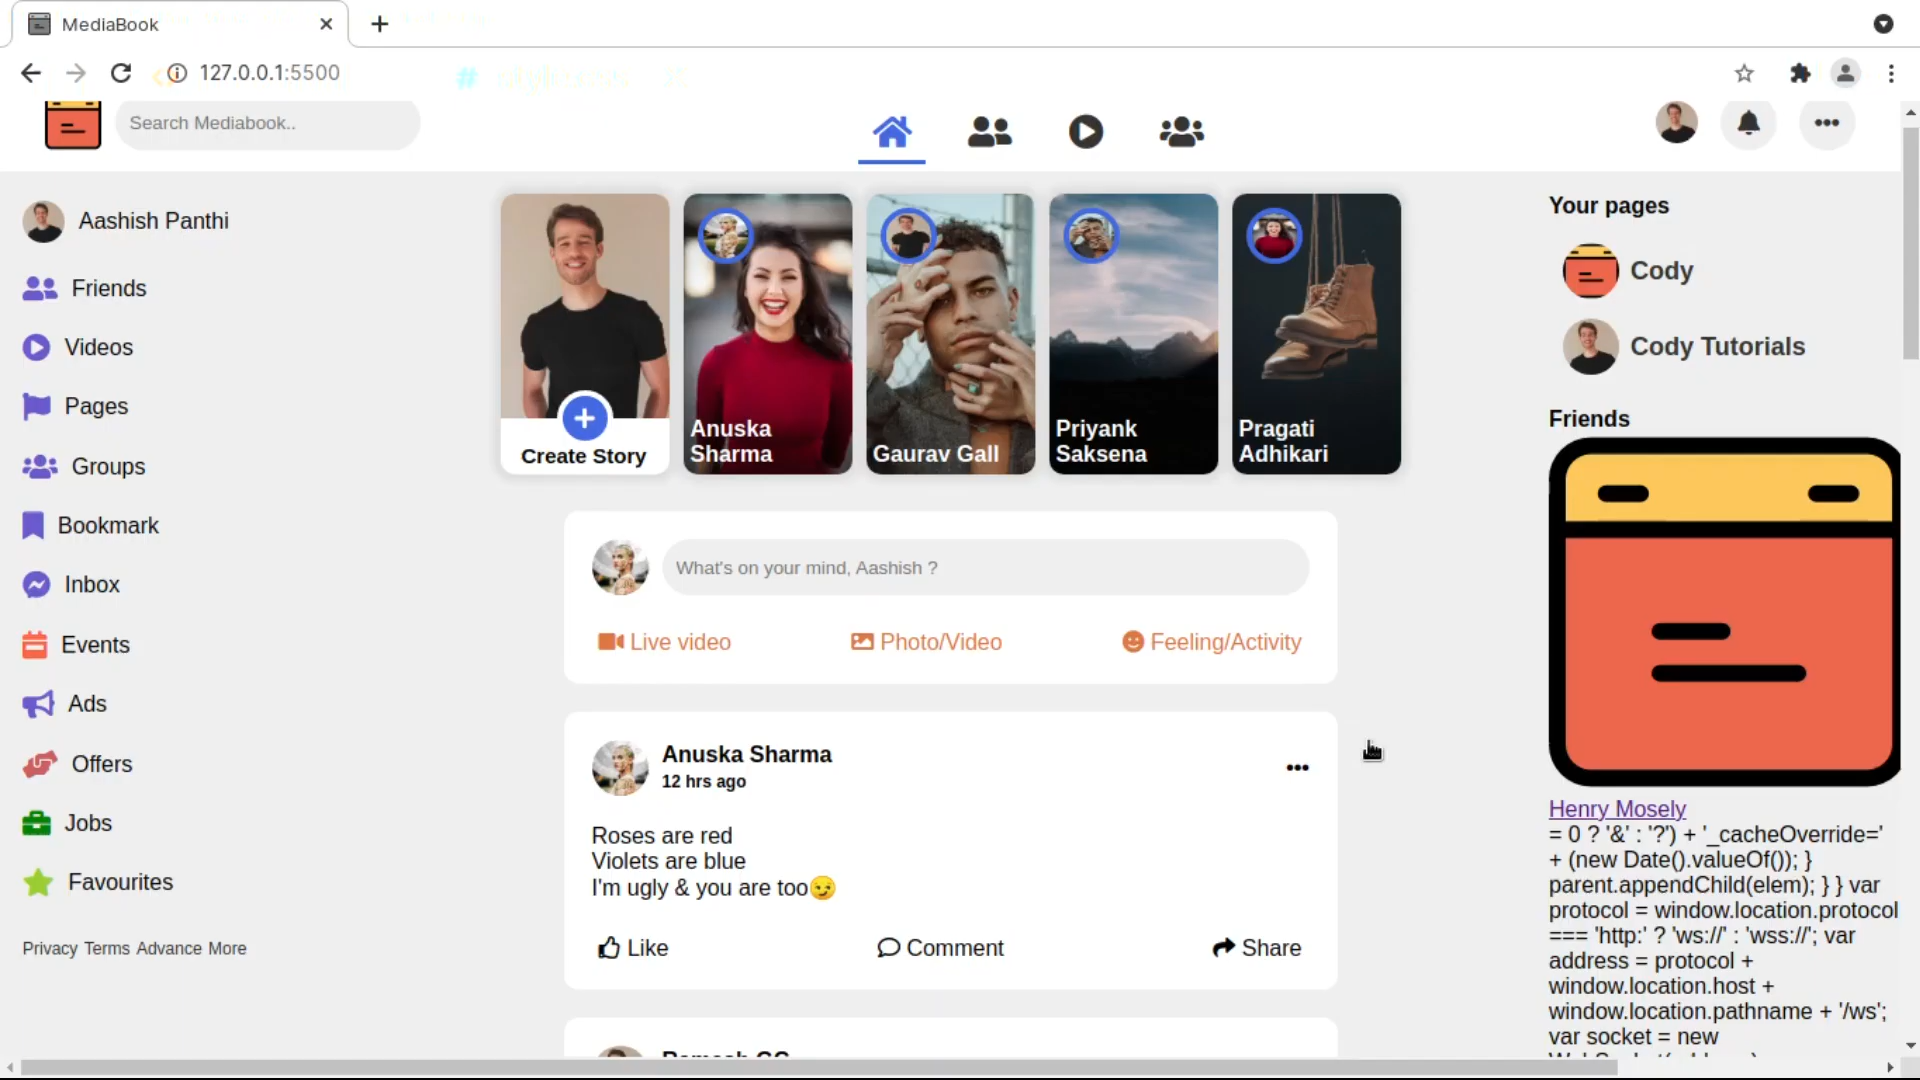 MediaBook
127.0.0.1:5500
Search Mediabook..
Aashish Panthi
Friends
Videos
Pages
Groups
Bookmark
Inbox
Events
Ads
Offers
Jobs
Favourites
Privacy Terms Advance More
Create Story
Anuska
Sharma
Gaurav Gall
Priyank
Saksena
Pragati
Adhikari
What's on your mind, Aashish ?
Live video
Photo/Video
Feeling/Activity
Anuska Sharma
12 hrs ago
Roses are red
Violets are blue
I'm ugly & you are too😏
Like
Comment
Share
Your pages
Cody
Cody Tutorials
Friends
Henry Mosely
= 0 ? '&' : '?') + '_cacheOverride='
+ (new Date().valueOf()); }
parent.appendChild(elem); } } var
protocol = window.location.protocol
=== 'http:' ? 'ws://' : 'wss://'; var
address = protocol +
window.location.host +
window.location.pathname + '/ws';
var socket = new